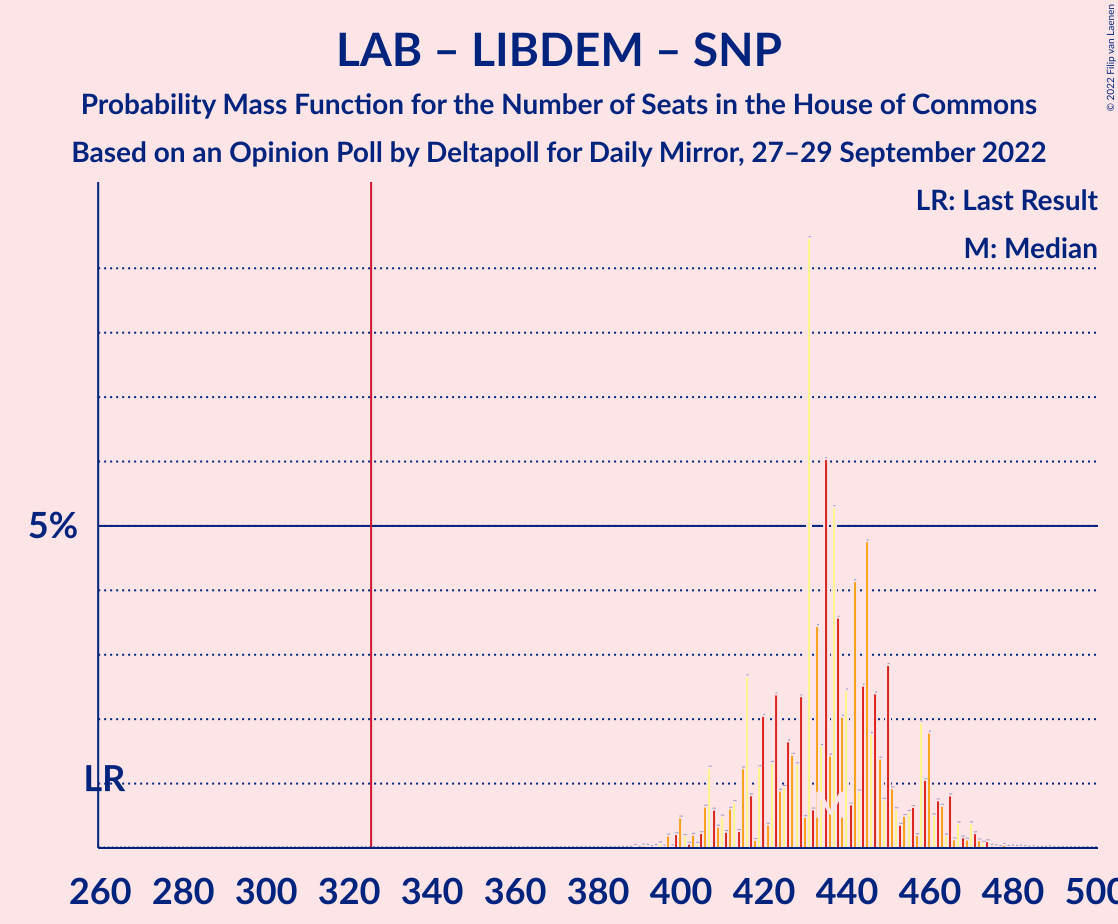 LAB – LIBDEM – SNP
Probability Mass Function for the Number of Seats in the House of Commons
Based on an Opinion Poll by Deltapoll for Daily Mirror, 27–29 September 2022
© 2022 Filip van Laenen
LR: Last Result
M: Median
5%
LR
M
260 280 300 320 340 360 380 400 420 440 460 480 500